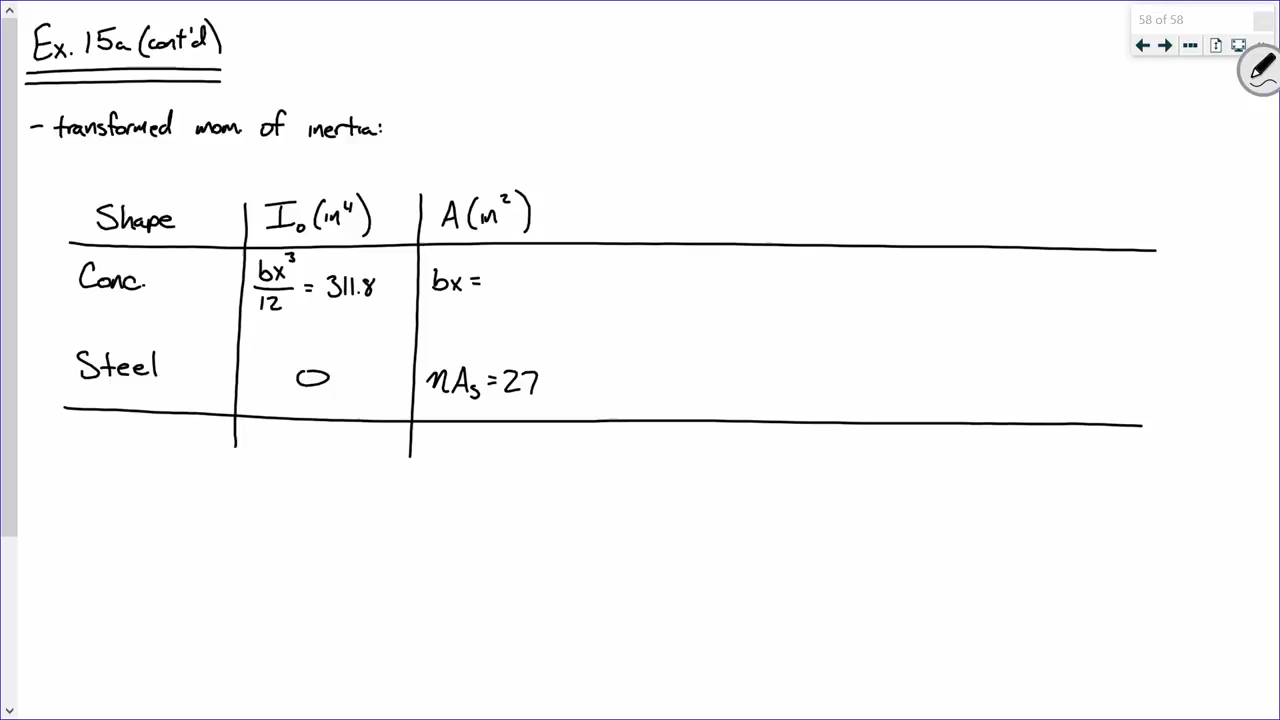 58 of 58
Ex. 15a (cont'd)
- transformed mom. of inertia:
Shape | I₀ (in⁴) | A (in²)
Conc. | bx³/12 = 311.8 | bx =
Steel | 0 | nAₛ = 27